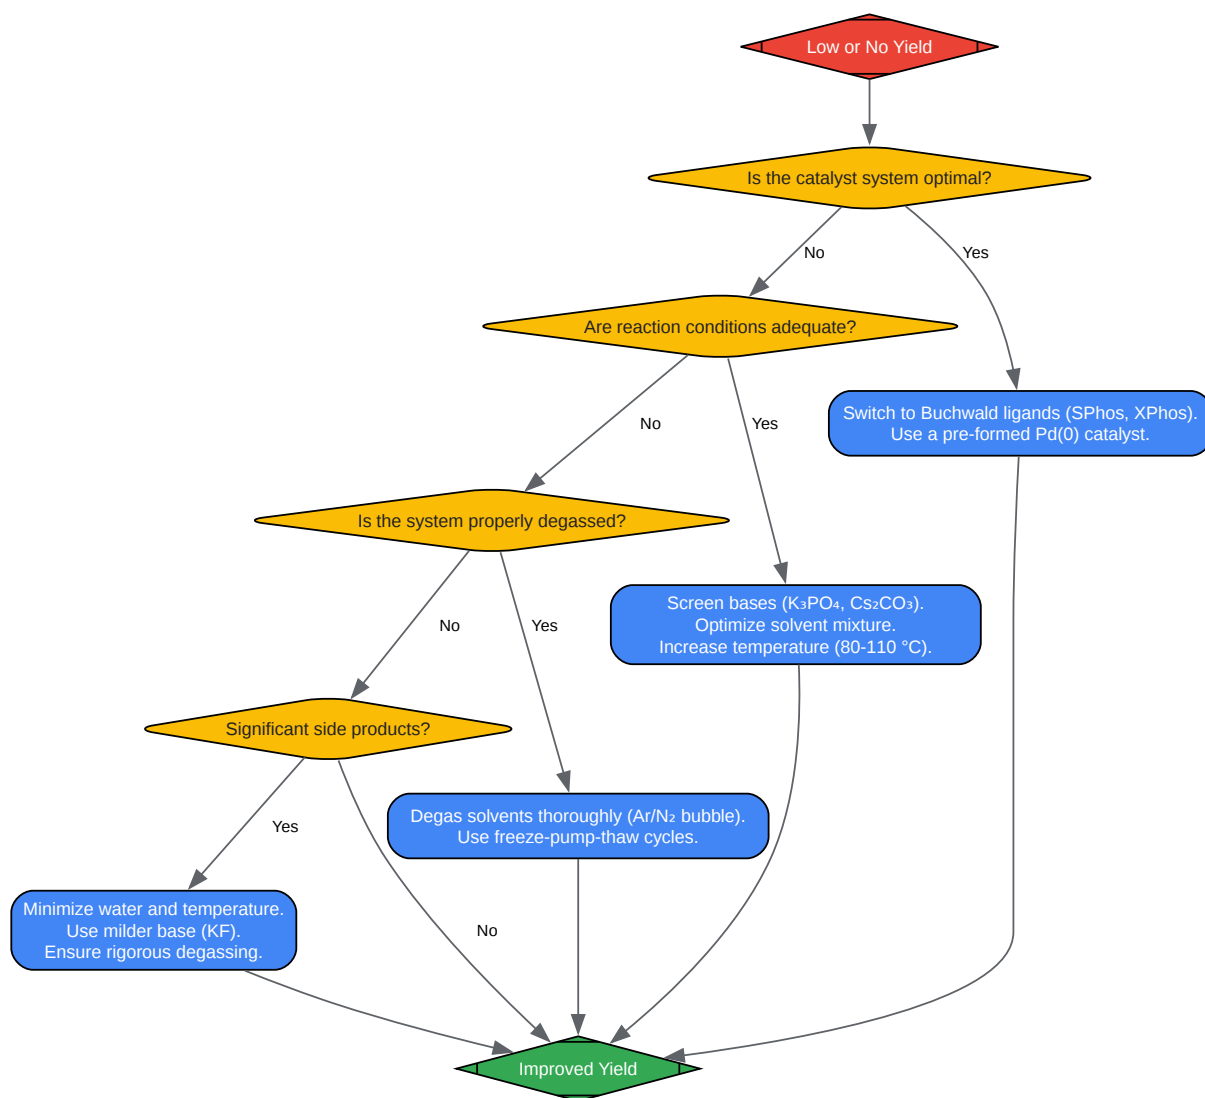 Low or No Yield
Is the catalyst system optimal?
No
Yes
Are reaction conditions adequate?
Switch to Buchwald ligands (SPhos, XPhos).
Use a pre-formed Pd(0) catalyst.
No
Yes
Is the system properly degassed?
Screen bases (K₃PO₄, Cs₂CO₃).
Optimize solvent mixture.
Increase temperature (80-110 °C).
No
Yes
Significant side products?
Degas solvents thoroughly (Ar/N₂ bubble).
Use freeze-pump-thaw cycles.
Yes
No
Minimize water and temperature.
Use milder base (KF).
Ensure rigorous degassing.
Improved Yield